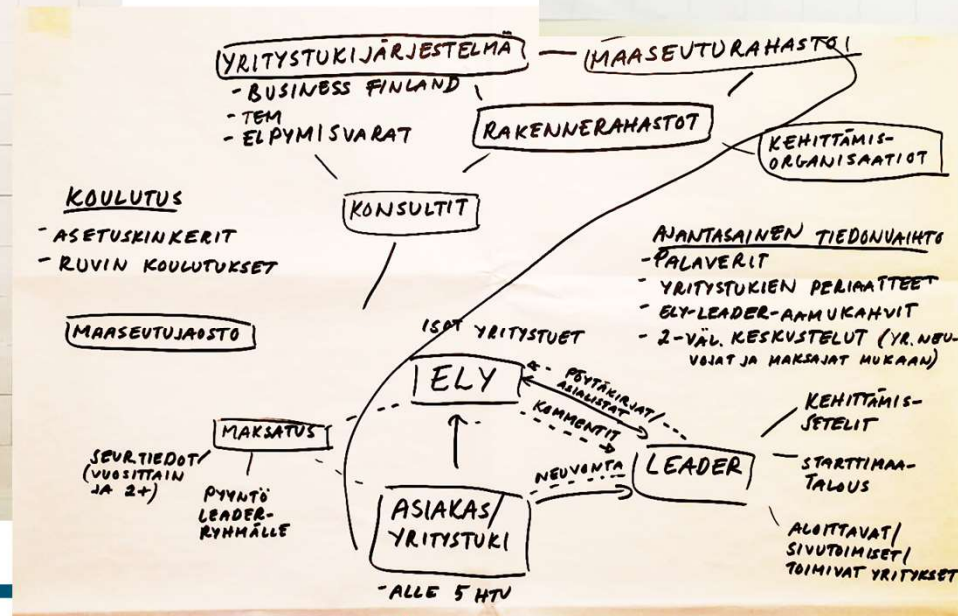 YRITYSTUKIJÄRJESTELMÄ
- BUSINESS FINLAND
- TEM
- ELPYMISVARAT
MAASEUTURAHASTO
RAKENNERAHASTOT
KEHITTÄMIS-
ORGANISAATIOT
KONSULTIT
KOULUTUS
- ASETUSKINKERIT
- RUVIN KOULUTUKSET
AJANTASAINEN TIEDONVAIHTO
- PALAVERIT
- YRITYSTUKIEN PERIAATTEET
- ELY-LEADER-AAMUKAHVIT
- 2-VÄL. KESKUSTELUT (YR.NEU-
VOJAT JA MAKSAJAT MUKAAN)
MAASEUTUJAOSTO
ISOT YRITYSTUET
ELY
PÖYTÄKIRJAT/
ASIALISTAT
KOMMENTIT
MAKSATUS
SEUR.TIEDOT/
(VUOSITTAIN
JA 2+)
PYYNTÖ
LEADER-
RYHMÄLLE
NEUVONTA
LEADER
KEHITTÄMIS-
SETELIT
STARTTIMAA-
TALOUS
ALOITTAVAT/
SIVUTOIMISET/
TOIMIVAT YRITYKSET
ASIAKAS/
YRITYSTUKI
- ALLE 5 HTV